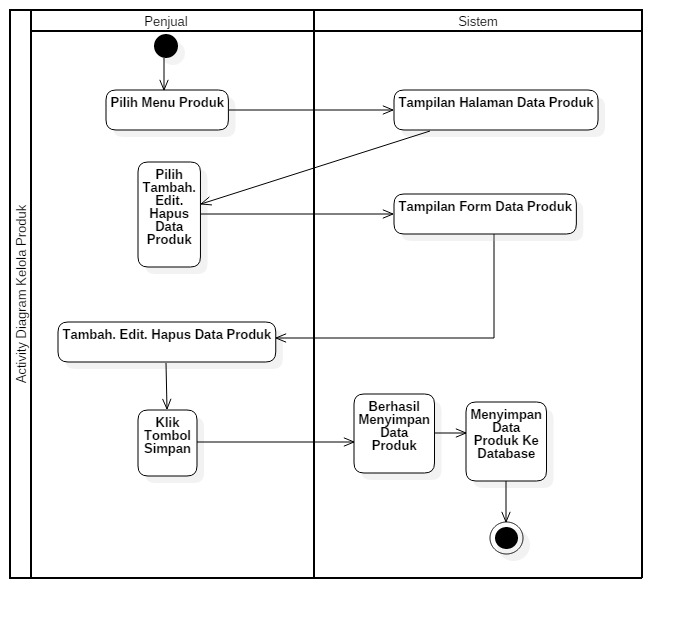 Penjual
Sistem
Activity Diagram Kelola Produk
Pilih Menu Produk
Tampilan Halaman Data Produk
Pilih
Tambah.
Edit.
Hapus
Data
Produk
Tampilan Form Data Produk
Tambah. Edit. Hapus Data Produk
Klik
Tombol
Simpan
Berhasil
Menyimpan
Data
Produk
Menyimpan
Data
Produk Ke
Database